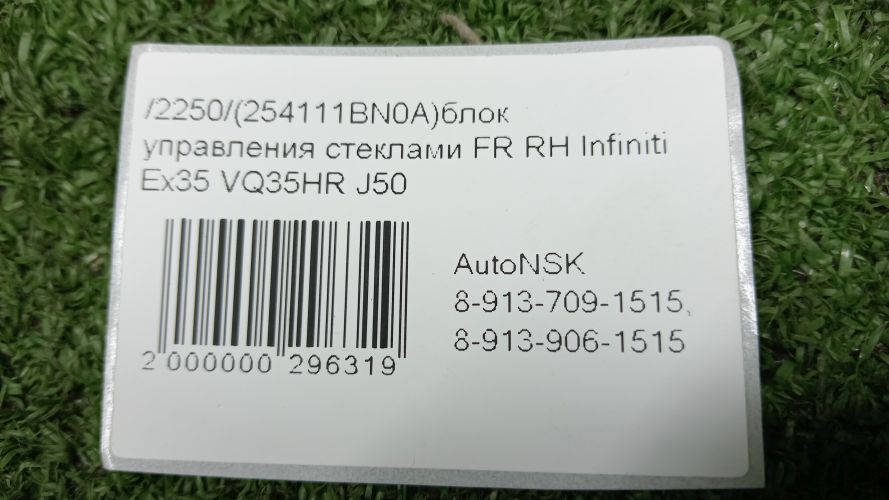 /2250/(254111BN0A)блок
управления стеклами FR RH Infiniti
Ex35 VQ35HR J50
AutoNSK
8-913-709-1515,
8-913-906-1515
2 000000 296319